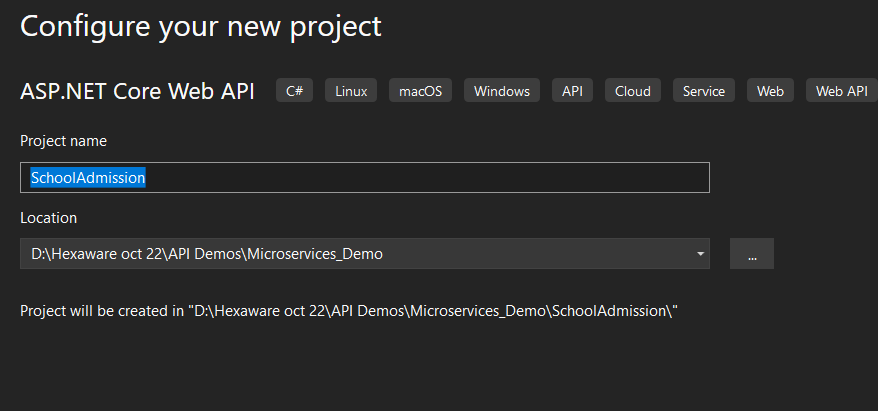 Configure your new project
ASP.NET Core Web API C# Linux macOS Windows API Cloud Service Web Web API
Project name
SchoolAdmission
Location
D:\Hexaware oct 22\API Demos\Microservices_Demo ...
Project will be created in "D:\Hexaware oct 22\API Demos\Microservices_Demo\SchoolAdmission\"